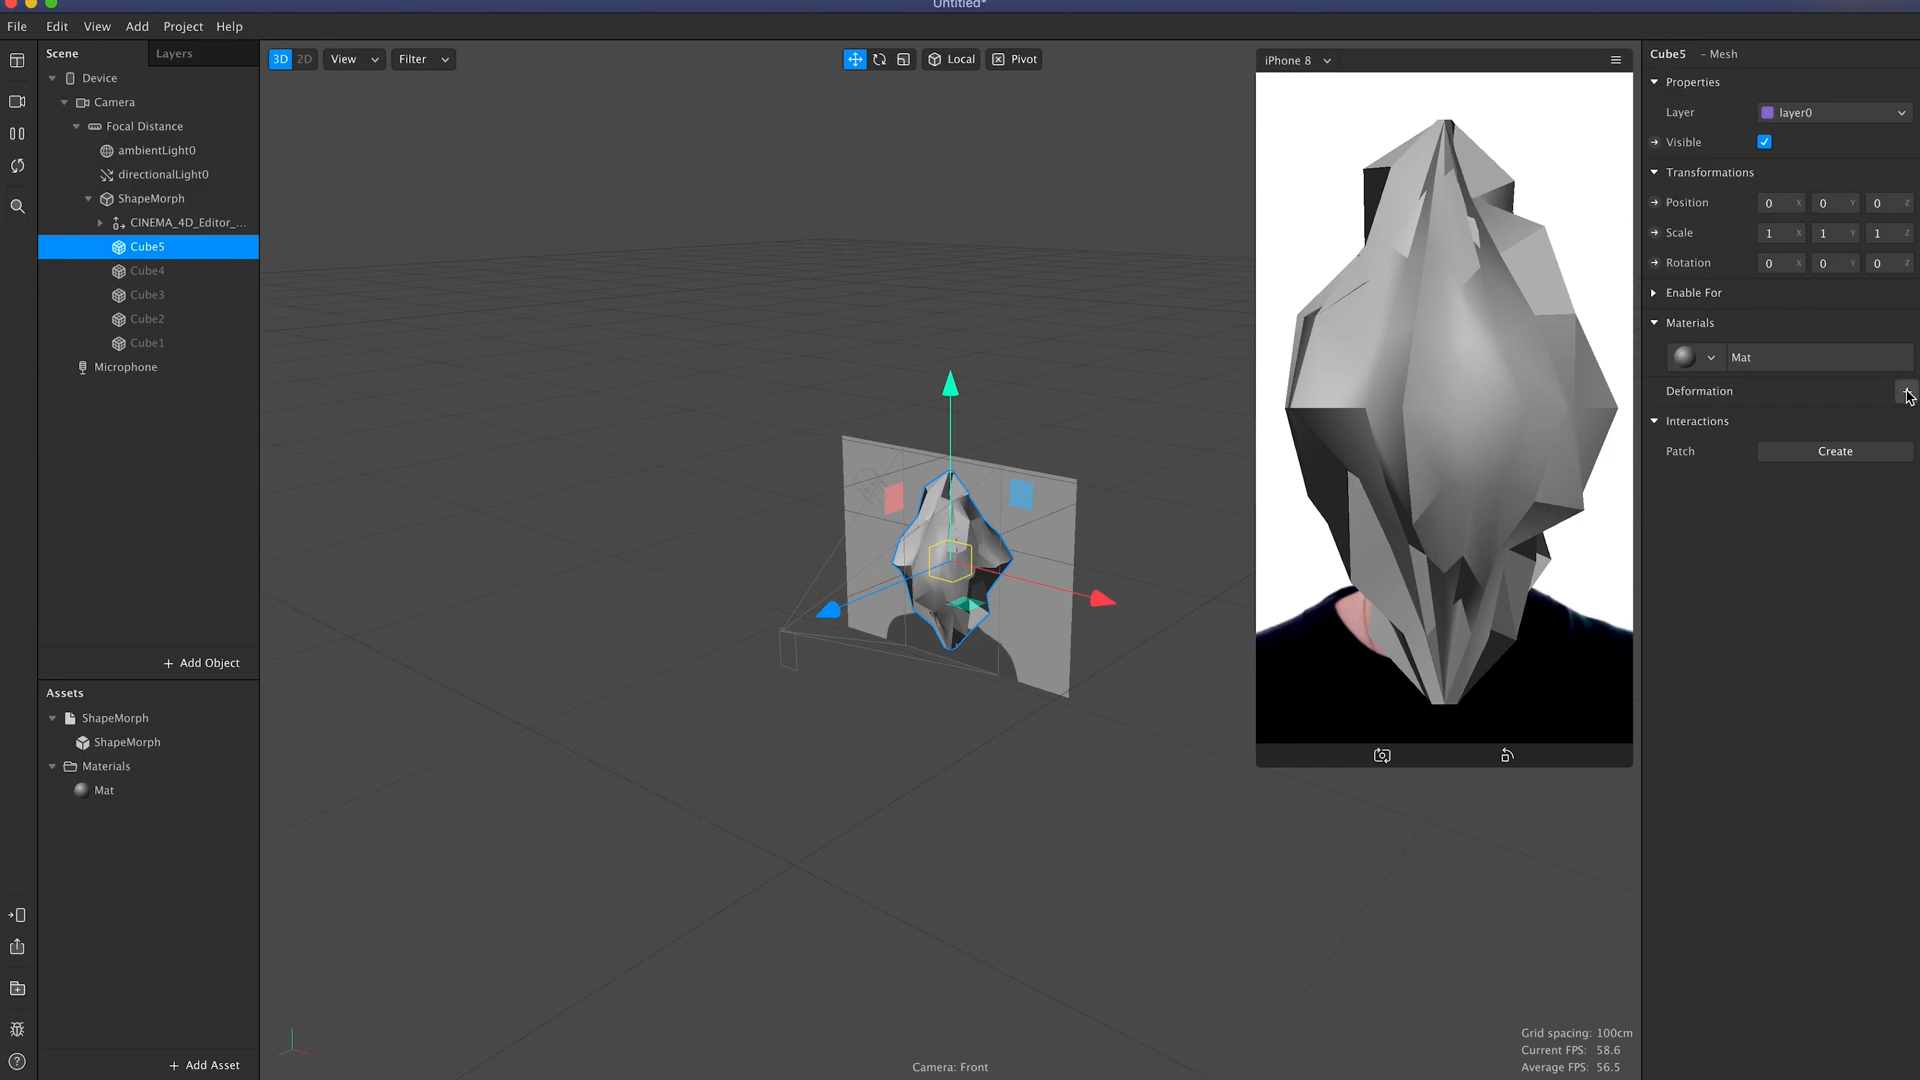 Untitled*
File Edit View Add Project Help
Scene Layers
Device
Camera
Focal Distance
ambientLight0
directionalLight0
ShapeMorph
CINEMA_4D_Editor_...
Cube5
Cube4
Cube3
Cube2
Cube1
Microphone
+ Add Object
Assets
ShapeMorph
ShapeMorph
Materials
Mat
+ Add Asset
3D 2D View Filter
Local Pivot
iPhone 8
Camera: Front
Grid spacing: 100cm
Current FPS: 58.6
Average FPS: 56.5
Cube5 - Mesh
Properties
Layer layer0
Visible
Transformations
Position 0 X 0 Y 0 Z
Scale 1 X 1 Y 1 Z
Rotation 0 X 0 Y 0 Z
Enable For
Materials
Mat
Deformation
Interactions
Patch Create